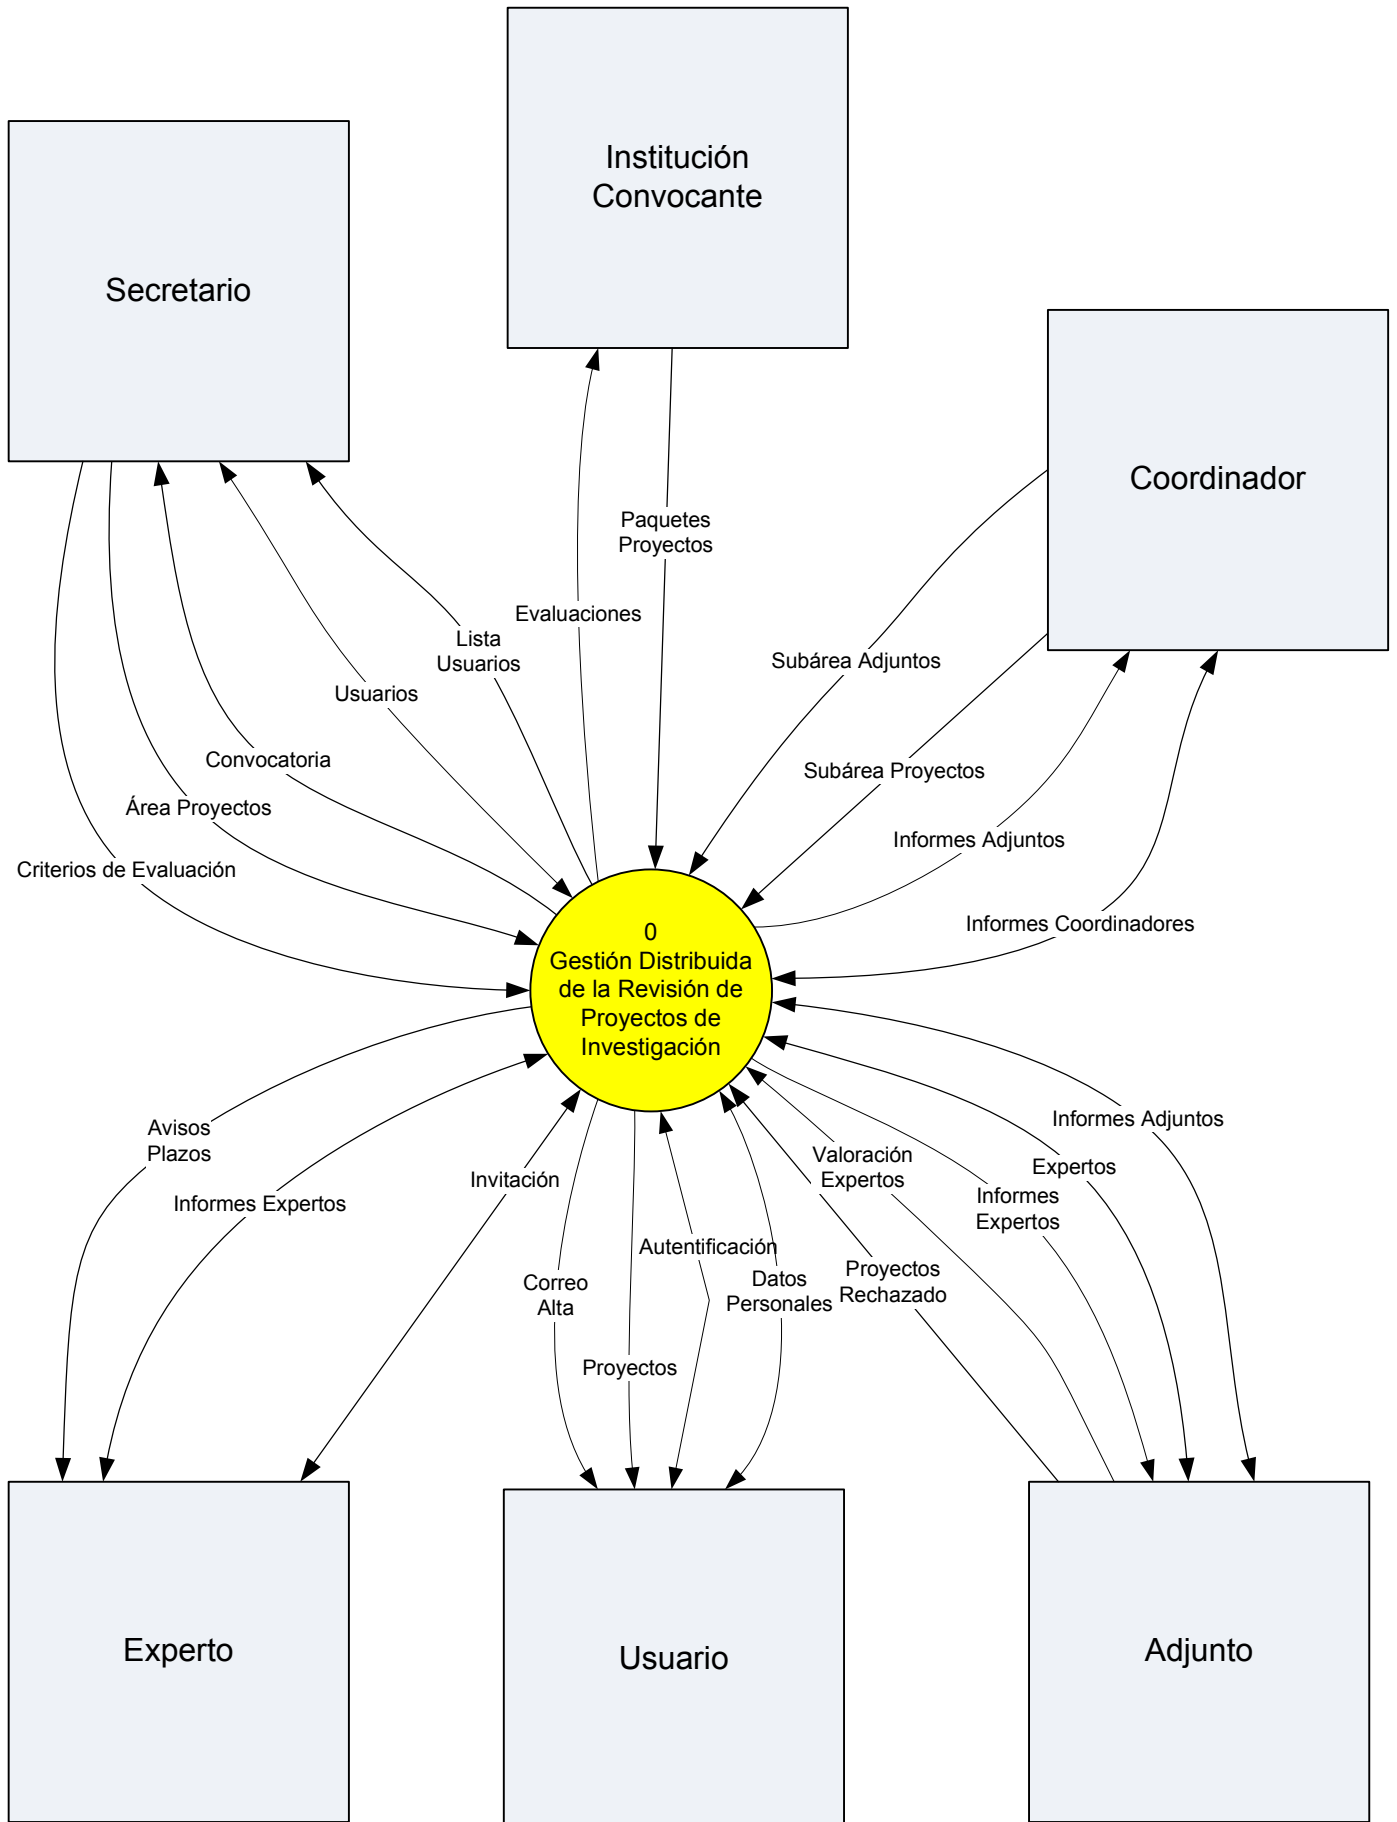 Institución
Convocante
Secretario
Coordinador
Paquetes
Proyectos
Evaluaciones
Lista
Usuarios
Subárea Adjuntos
Usuarios
Convocatoria
Subárea Proyectos
Área Proyectos
Informes Adjuntos
Criterios de Evaluación
Informes Coordinadores
0
Gestión Distribuida
de la Revisión de
Proyectos de
Investigación
Avisos
Plazos
Informes Expertos
Invitación
Valoración
Expertos
Informes Adjuntos
Expertos
Informes
Expertos
Autentificación
Correo
Alta
Datos
Personales
Proyectos
Rechazado
Proyectos
Experto
Usuario
Adjunto